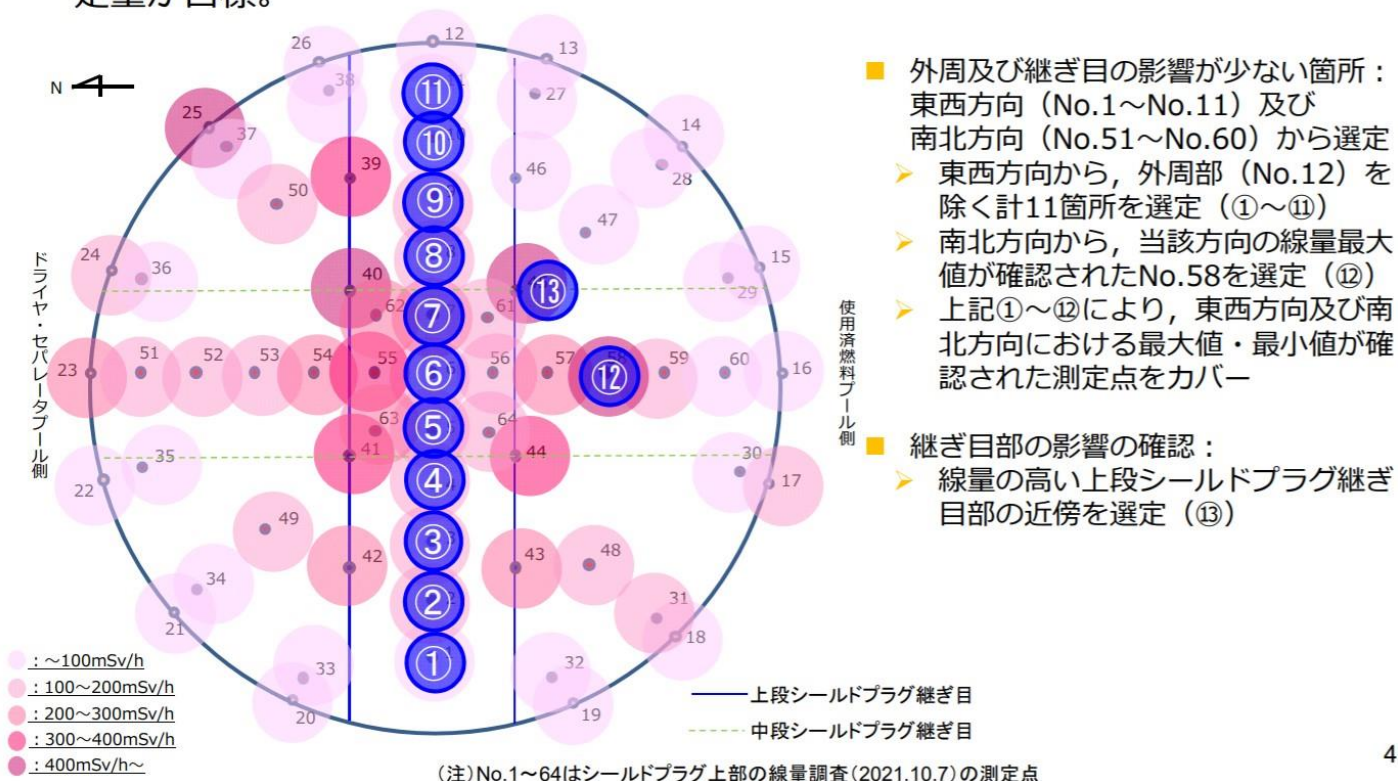 定量が目標。
N
■ 外周及び継ぎ目の影響が少ない箇所：
東西方向（No.1～No.11）及び
南北方向（No.51～No.60）から選定
➢ 東西方向から，外周部（No.12）を
除く計11箇所を選定（①～⑪）
➢ 南北方向から，当該方向の線量最大
値が確認されたNo.58を選定（⑫）
➢ 上記①～⑫により，東西方向及び南
北方向における最大値・最小値が確
認された測定点をカバー
■ 継ぎ目部の影響の確認：
➢ 線量の高い上段シールドプラグ継ぎ
目部の近傍を選定（⑬）
ドライヤ・セパレータプール側
使用済燃料プール側
12
26
13
38
⑪
27
25
37
⑩
14
39
46
28
50
⑨
47
24
36
⑧
15
40
⑬
29
62
⑦
61
23
51
52
53
54
55
⑥
56
57
58
⑫
59
60
16
63
⑤
64
41
44
35
30
22
④
17
49
③
42
43
48
34
②
31
21
18
33
①
32
20
19
：～100mSv/h
：100～200mSv/h
：200～300mSv/h
：300～400mSv/h
：400mSv/h～
上段シールドプラグ継ぎ目
中段シールドプラグ継ぎ目
（注）No.1～64はシールドプラグ上部の線量調査（2021.10.7）の測定点
4